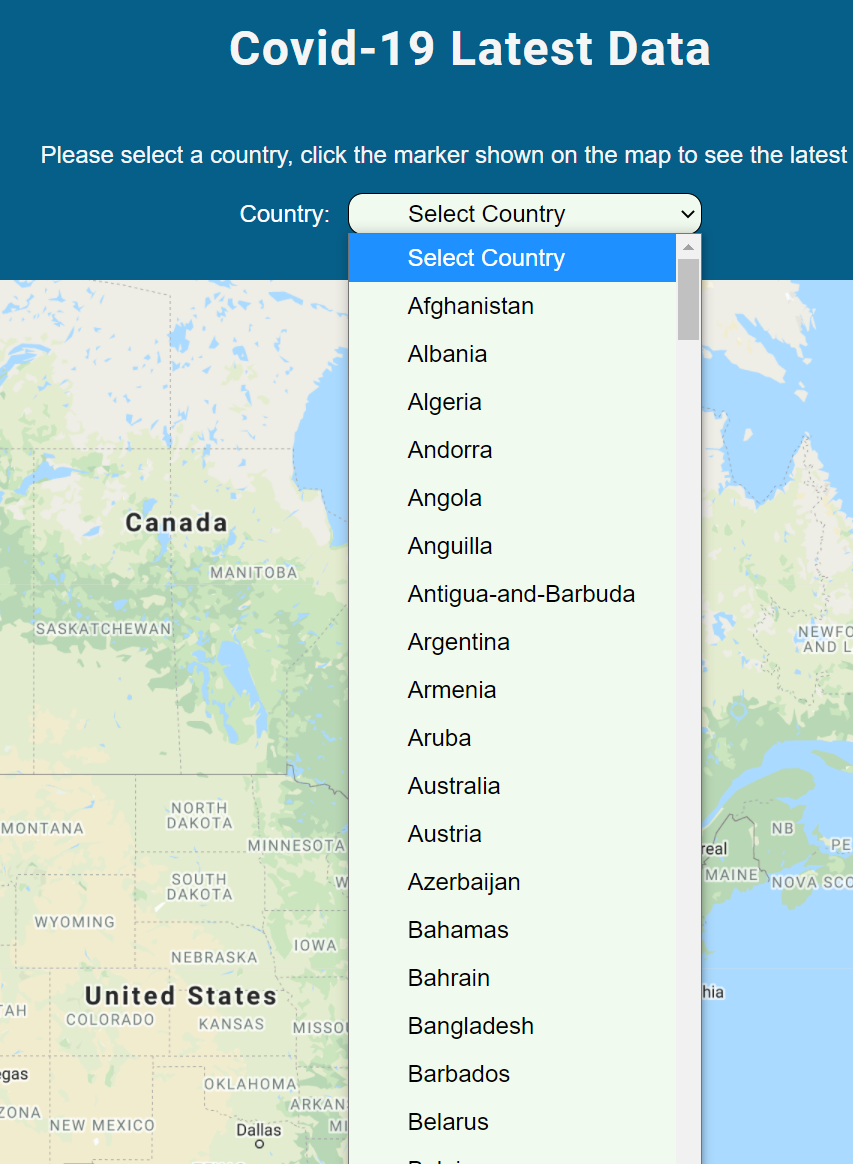 Covid-19 Latest Data
Please select a country, click the marker shown on the map to see the latest
Country:
Select Country
Select Country
Afghanistan
Albania
Algeria
Andorra
Angola
Anguilla
Antigua-and-Barbuda
Argentina
Armenia
Aruba
Australia
Austria
Azerbaijan
Bahamas
Bahrain
Bangladesh
Barbados
Belarus
Canada
MANITOBA
SASKATCHEWAN
NEWFO
AND L
NORTH
DAKOTA
MONTANA
MINNESOTA
SOUTH
DAKOTA
W
WYOMING
IOWA
NEBRASKA
United States
AH
COLORADO
KANSAS
MISSOU
egas
OKLAHOMA
ZONA
ARKAN
NEW MEXICO
Dallas
MI
NB
PE
real
MAINE
NOVA SCO
hia